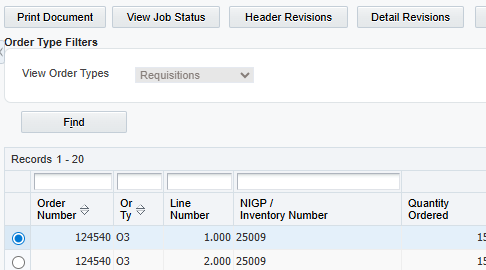 Print Document View Job Status Header Revisions Detail Revisions
Order Type Filters
View Order Types Requisitions
Find
Records 1 - 20
Order Number Or Ty Line Number NIGP / Inventory Number Quantity Ordered
124540 O3 1.000 25009
124540 O3 2.000 25009